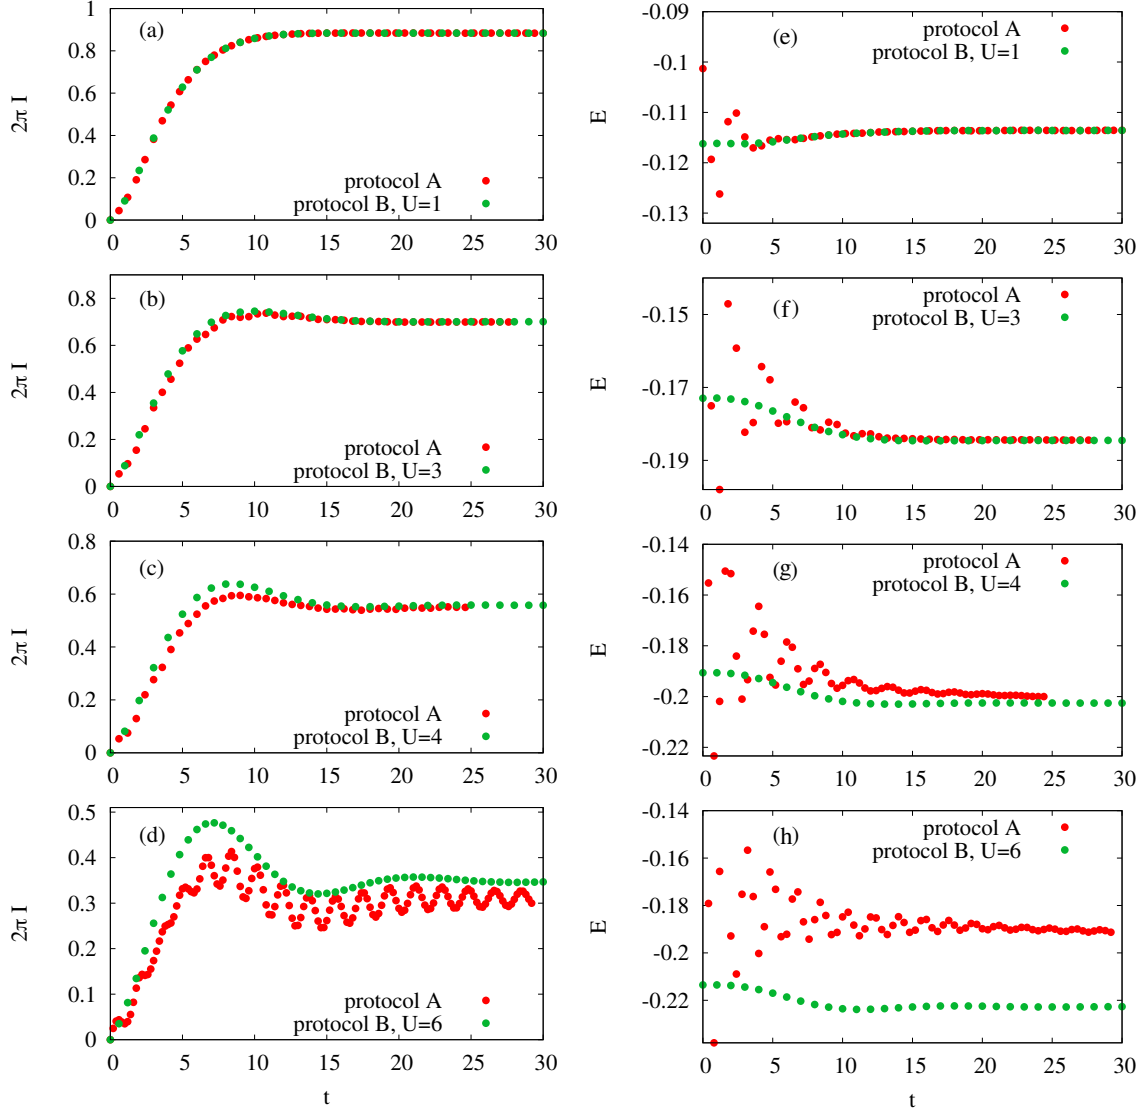 (a)
1
0.8
0.6
0.4
0.2
0
2π I
protocol A
protocol B, U=1
0 5 10 15 20 25 30
(e)
-0.09
-0.1
-0.11
-0.12
-0.13
E
protocol A
protocol B, U=1
0 5 10 15 20 25 30
(b)
0.8
0.6
0.4
0.2
0
2π I
protocol A
protocol B, U=3
0 5 10 15 20 25 30
(f)
-0.15
-0.17
-0.19
E
protocol A
protocol B, U=3
0 5 10 15 20 25 30
(c)
0.8
0.6
0.4
0.2
0
2π I
protocol A
protocol B, U=4
0 5 10 15 20 25 30
(g)
-0.14
-0.16
-0.18
-0.2
-0.22
E
protocol A
protocol B, U=4
0 5 10 15 20 25 30
(d)
0.5
0.4
0.3
0.2
0.1
0
2π I
protocol A
protocol B, U=6
0 5 10 15 20 25 30
t
(h)
-0.14
-0.16
-0.18
-0.2
-0.22
E
protocol A
protocol B, U=6
0 5 10 15 20 25 30
t